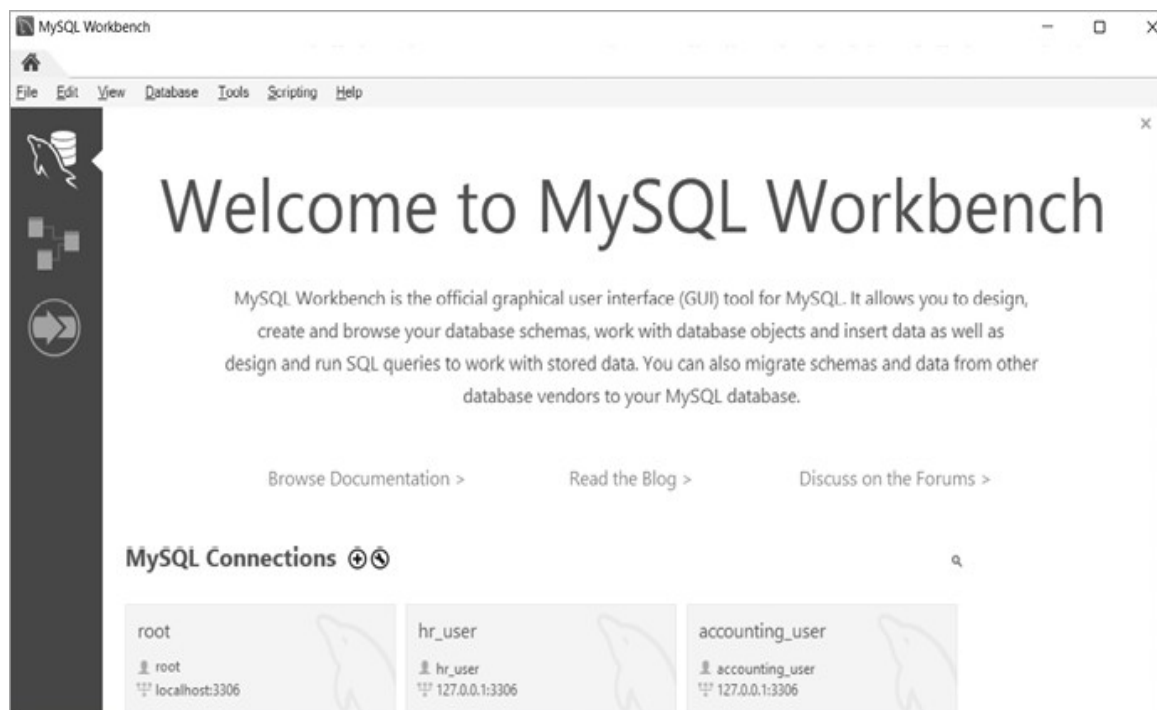 MySQL Workbench
File Edit View Database Tools Scripting Help
Welcome to MySQL Workbench
MySQL Workbench is the official graphical user interface (GUI) tool for MySQL. It allows you to design,
create and browse your database schemas, work with database objects and insert data as well as
design and run SQL queries to work with stored data. You can also migrate schemas and data from other
database vendors to your MySQL database.
Browse Documentation > Read the Blog > Discuss on the Forums >
MySQL Connections
root hr_user accounting_user
root hr_user accounting_user
localhost:3306 127.0.0.1:3306 127.0.0.1:3306